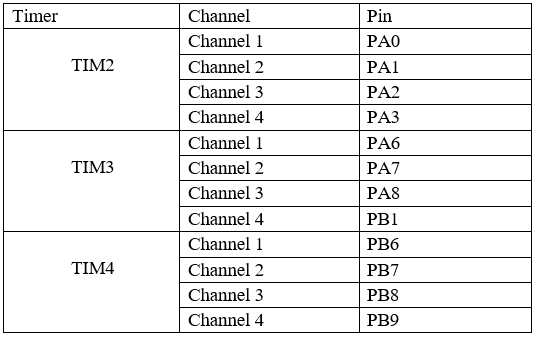 Timer Channel Pin
TIM2 Channel 1 PA0
Channel 2 PA1
Channel 3 PA2
Channel 4 PA3
TIM3 Channel 1 PA6
Channel 2 PA7
Channel 3 PA8
Channel 4 PB1
TIM4 Channel 1 PB6
Channel 2 PB7
Channel 3 PB8
Channel 4 PB9